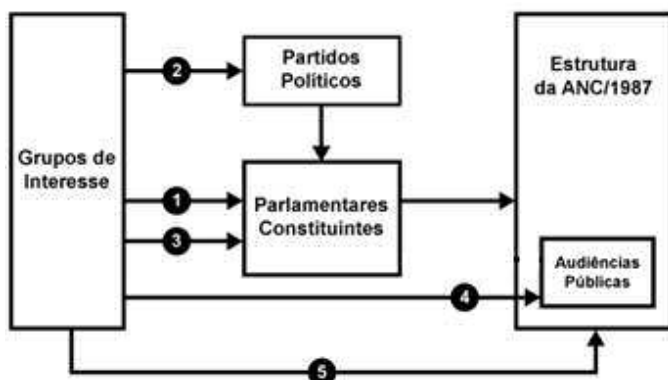 Grupos de
Interesse
2
Partidos
Políticos
1
3
Parlamentares
Constituintes
Estrutura
da ANC/1987
4
Audiências
Públicas
5